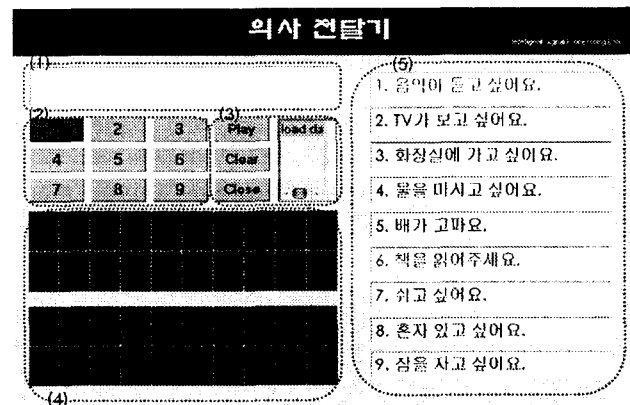 의사 전달기
(1)
(2)
(3)
2 3 Play load da
4 5 6 Clear
7 8 9 Close
(4)
(5)
1. 음악이 듣고 싶어요.
2. TV가 보고 싶어요.
3. 화장실에 가고 싶어요.
4. 물을 마시고 싶어요.
5. 배가 고파요.
6. 책을 읽어주세요.
7. 쉬고 싶어요.
8. 혼자 있고 싶어요.
9. 잠을 자고 싶어요.